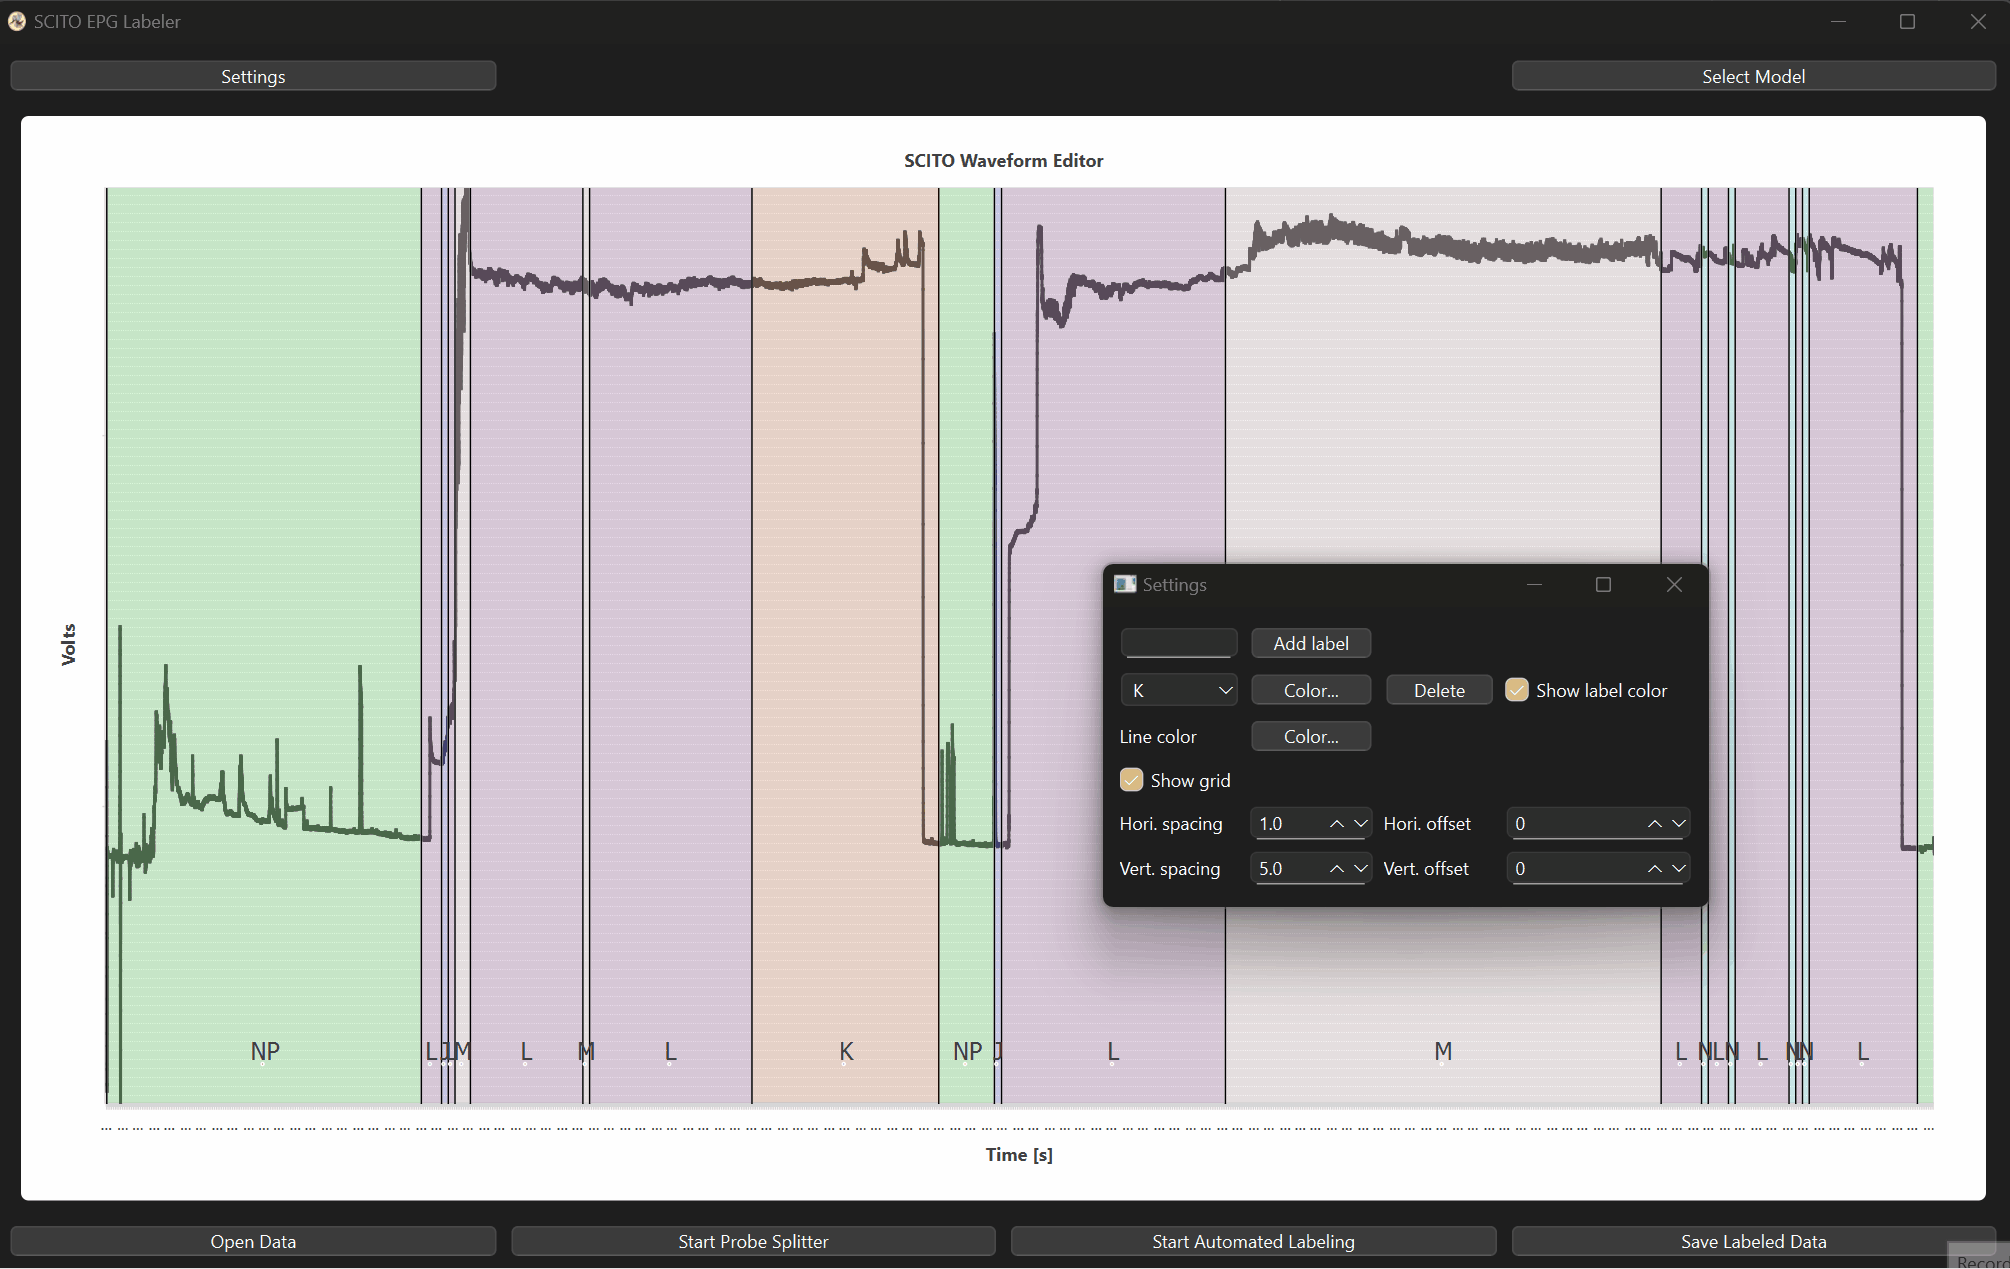 SCITO EPG Labeler
Settings
Select Model
SCITO Waveform Editor
Volts
Settings
Add label
K
Color...
Delete
Show label color
Line color
Color...
Show grid
Hori. spacing
1.0
Hori. offset
0
Vert. spacing
5.0
Vert. offset
0
NP L J L M L M L K NP J L M L N L N L N N L
Time [s]
Open Data
Start Probe Splitter
Start Automated Labeling
Save Labeled Data